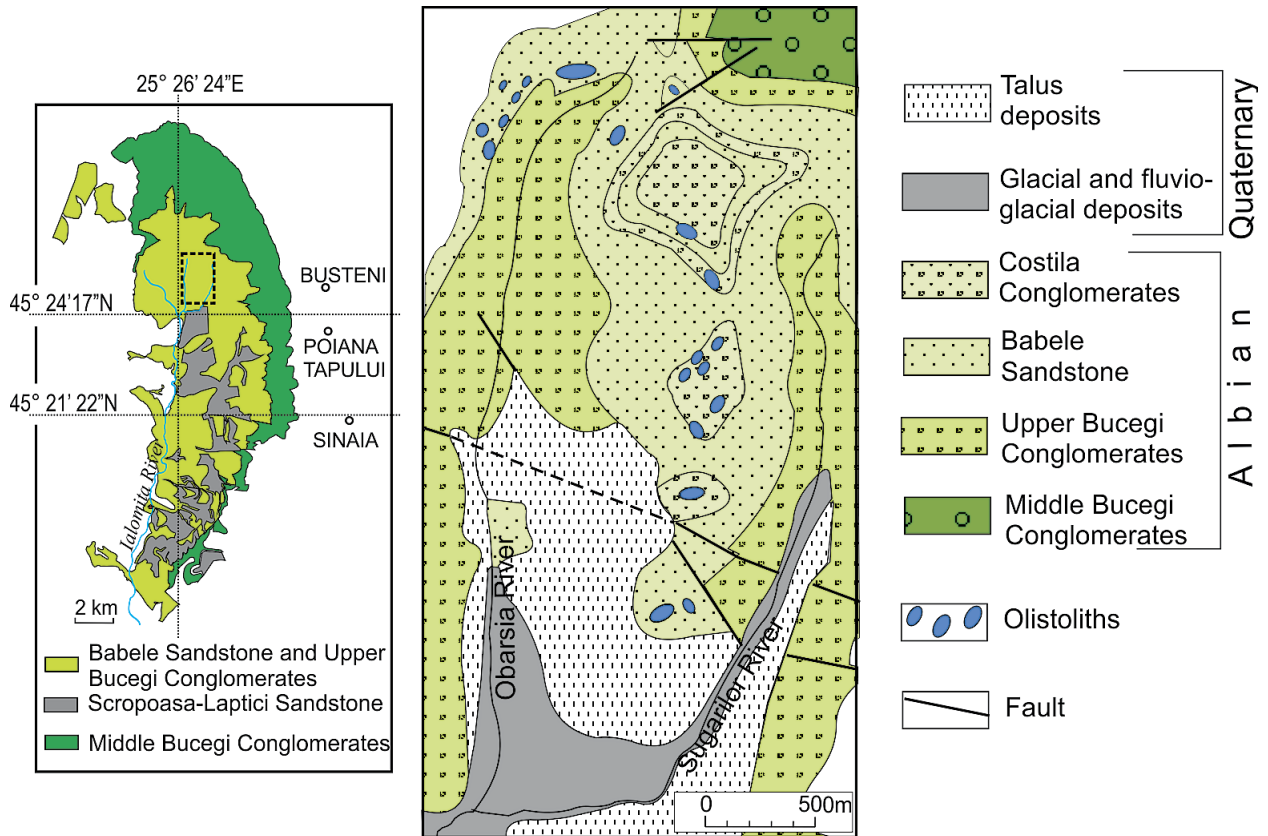 25° 26’ 24”E
BUSTENI
45° 24’17”N
POIANA
TAPULUI
45° 21’ 22”N
SINAIA
Ialomita River
2 km
Babele Sandstone and Upper
Bucegi Conglomerates
Scropoasa-Laptici Sandstone
Middle Bucegi Conglomerates
Obarsia River
Sugarilor River
0 500m
Talus
deposits
Glacial and fluvio-
glacial deposits
Quaternary
Costila
Conglomerates
Babele
Sandstone
Upper Bucegi
Conglomerates
Middle Bucegi
Conglomerates
Albian
Olistoliths
Fault